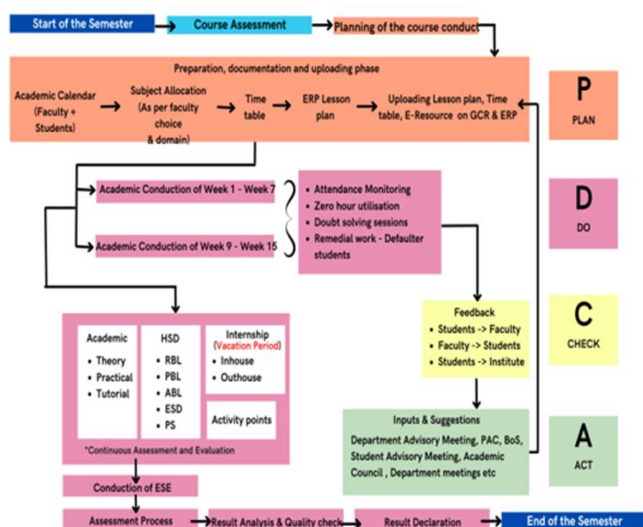 Start of the Semester
Course Assessment
Planning of the course conduct
Preparation, documentation and uploading phase
Academic Calendar
(Faculty +
Students)
Subject Allocation
(As per faculty
choice
& domain)
Time
table
ERP Lesson
plan
Uploading Lesson plan, Time
table, E-Resource on GCR & ERP
P
PLAN
Academic Conduction of Week 1 - Week 7
Academic Conduction of Week 9 - Week 15
• Attendance Monitoring
• Zero hour utilisation
• Doubt solving sessions
• Remedial work - Defaulter
students
D
DO
Feedback
• Students -> Faculty
• Faculty -> Students
• Students -> Institute
C
CHECK
Academic
• Theory
• Practical
• Tutorial
HSD
• RBL
• PBL
• ABL
• ESD
• PS
Internship
(Vacation Period)
• Inhouse
• Outhouse
Activity points
*Continuous Assessment and Evaluation
Inputs & Suggestions
Department Advisory Meeting, PAC, BoS,
Student Advisory Meeting, Academic
Council , Department meetings etc
A
ACT
Conduction of ESE
Assessment Process
Result Analysis & Quality check
Result Declaration
End of the Semester